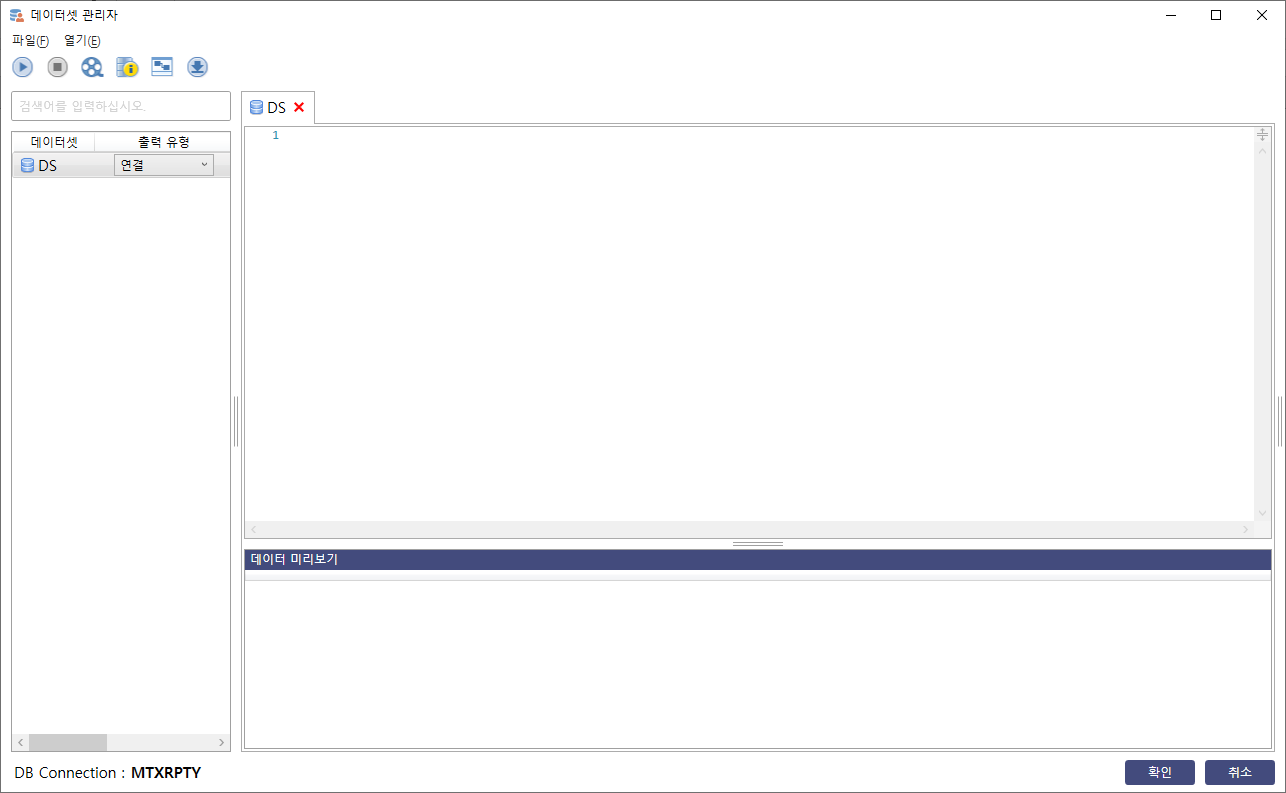 데이터셋 관리자
파일(F) 열기(E)
검색어를 입력하십시오.
데이터셋 출력 유형
DS 연결
DS
1
데이터 미리보기
DB Connection : MTXRPTY
확인 취소